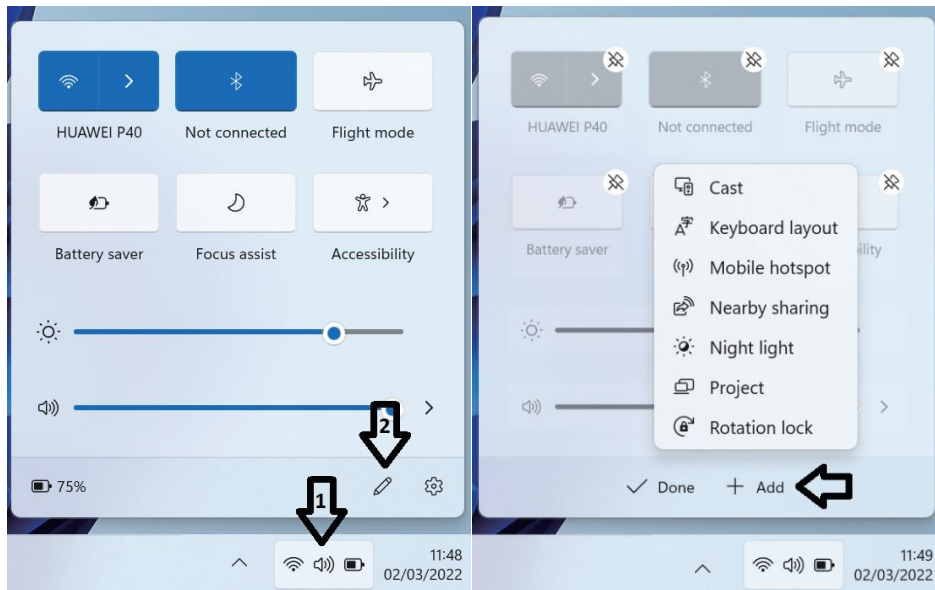 HUAWEI P40 Not connected Flight mode
Battery saver Focus assist Accessibility
2
75%
1
11:48
02/03/2022
HUAWEI P40 Not connected Flight mode
Cast
Keyboard layout
Battery saver ility
Mobile hotspot
Nearby sharing
Night light
Project
Rotation lock
Done Add
11:49
02/03/2022